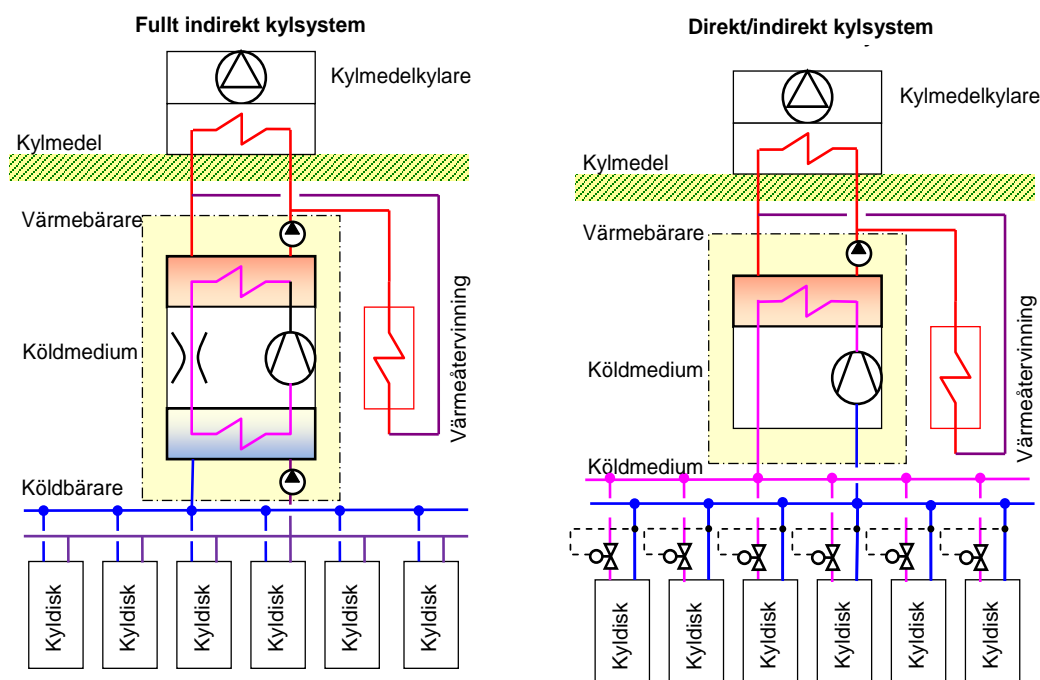 Fullt indirekt kylsystem
Kylmedelkylare
Kylmedel
Värmebärare
Köldmedium
Värmeåtervinning
Köldbärare
Kyldisk
Kyldisk
Kyldisk
Kyldisk
Kyldisk
Kyldisk
Direkt/indirekt kylsystem
Kylmedelkylare
Kylmedel
Värmebärare
Köldmedium
Värmeåtervinning
Köldmedium
Kyldisk
Kyldisk
Kyldisk
Kyldisk
Kyldisk
Kyldisk